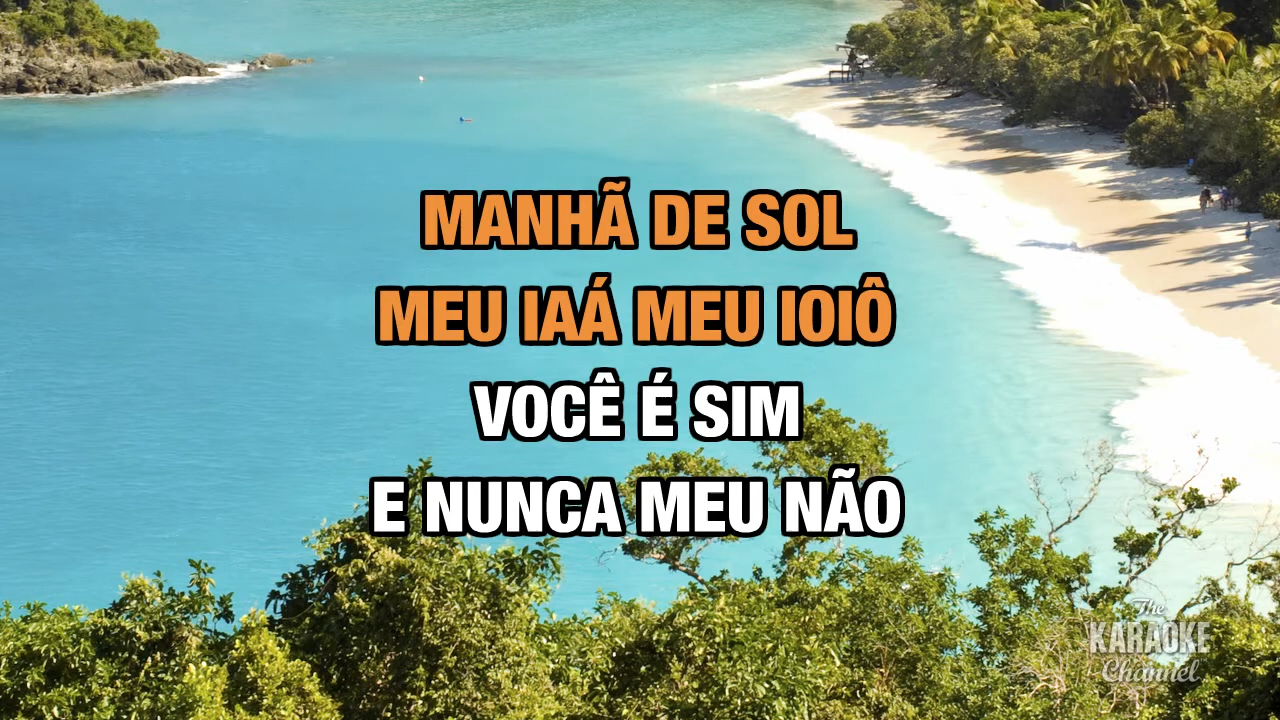 MANHÃ DE SOL
MEU IAÁ MEU IOIÔ
VOCÊ É SIM
E NUNCA MEU NÃO
The
KARAOKE
Channel